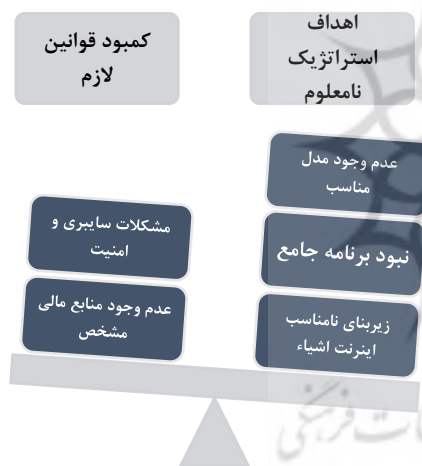 اهداف
استراتژیک
نامعلوم
کمبود قوانین
لازم
عدم وجود مدل
مناسب
نبود برنامه جامع
زیربنای نامناسب
اینرنت اشیاء
مشکلات سایبری و
امنیت
عدم وجود منابع مالی
مشخص